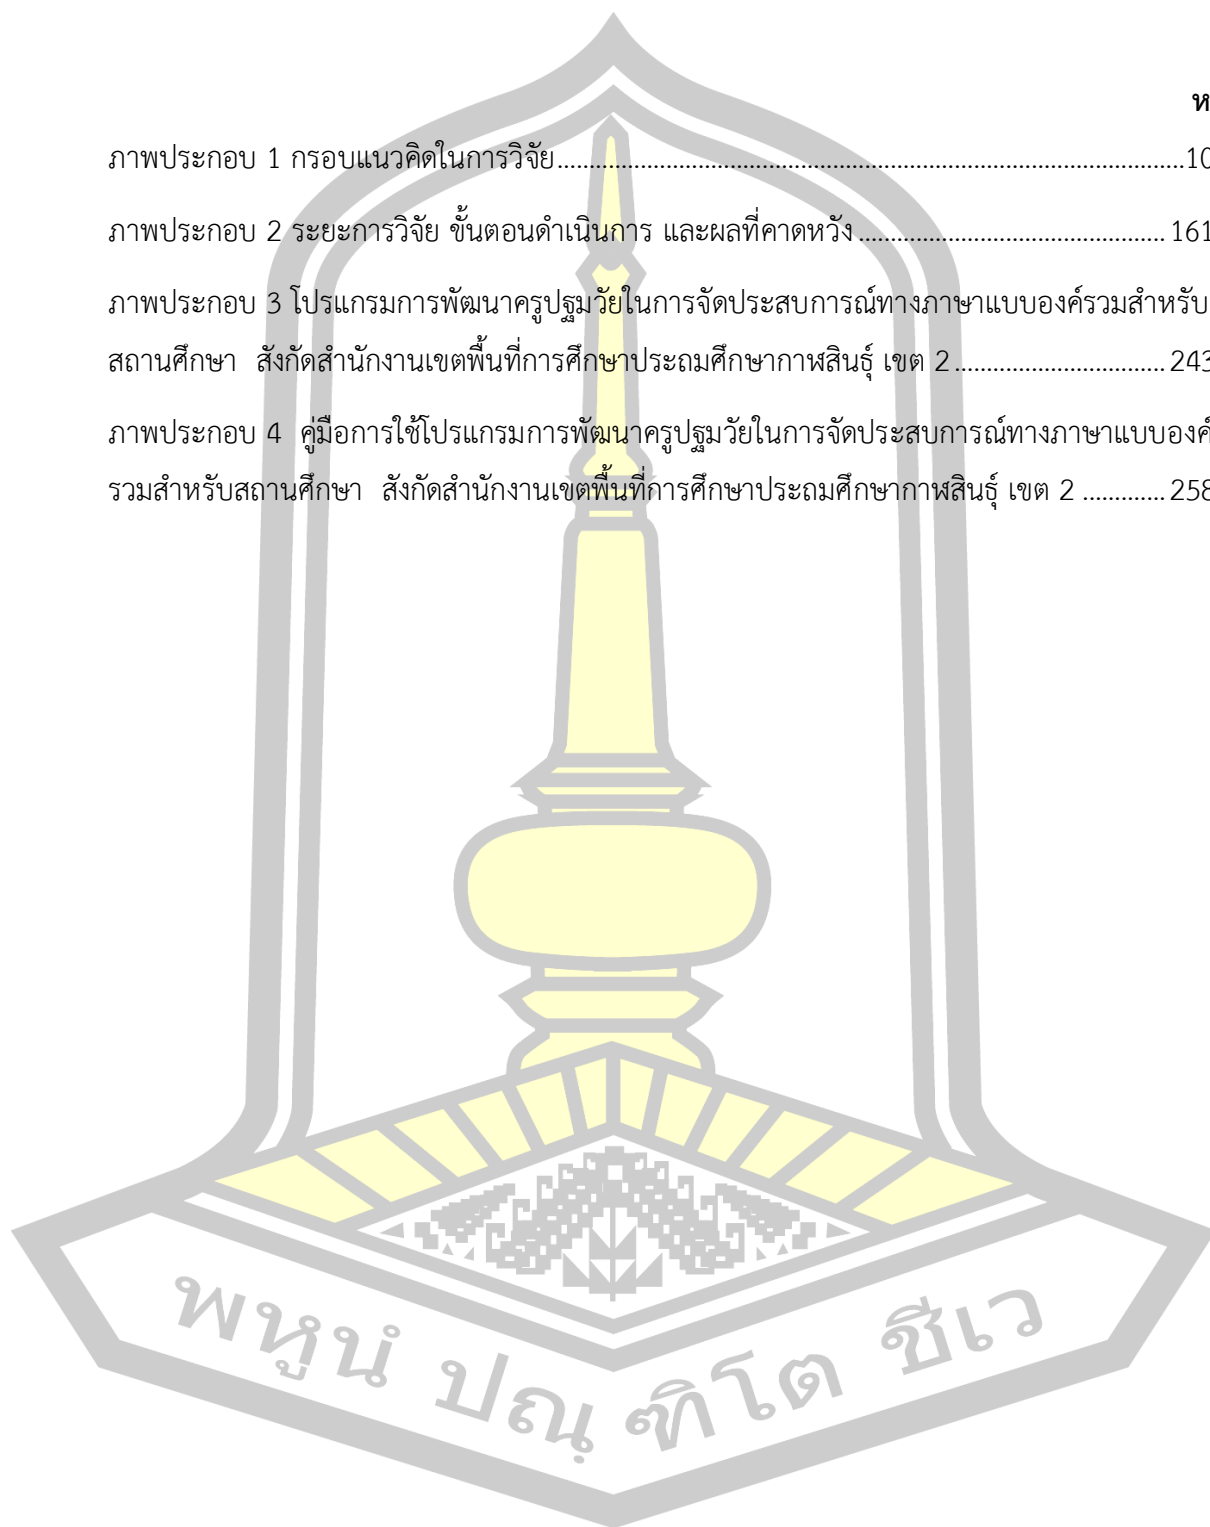 ห
ภาพประกอบ 1 กรอบแนวคิดในการวิจัย..........................................................................................10
ภาพประกอบ 2 ระยะการวิจัย ขั้นตอนดำเนินการ และผลที่คาดหวัง............................................ 161
ภาพประกอบ 3 โปรแกรมการพัฒนาครูปฐมวัยในการจัดประสบการณ์ทางภาษาแบบองค์รวมสำหรับ
สถานศึกษา สังกัดสำนักงานเขตพื้นที่การศึกษาประถมศึกษากาฬสินธุ์ เขต 2............................... 243
ภาพประกอบ 4 คู่มือการใช้โปรแกรมการพัฒนาครูปฐมวัยในการจัดประสบการณ์ทางภาษาแบบองค์
รวมสำหรับสถานศึกษา สังกัดสำนักงานเขตพื้นที่การศึกษาประถมศึกษากาฬสินธุ์ เขต 2 ............. 258
พหูนํ ปณฺฑิโต ชีเว